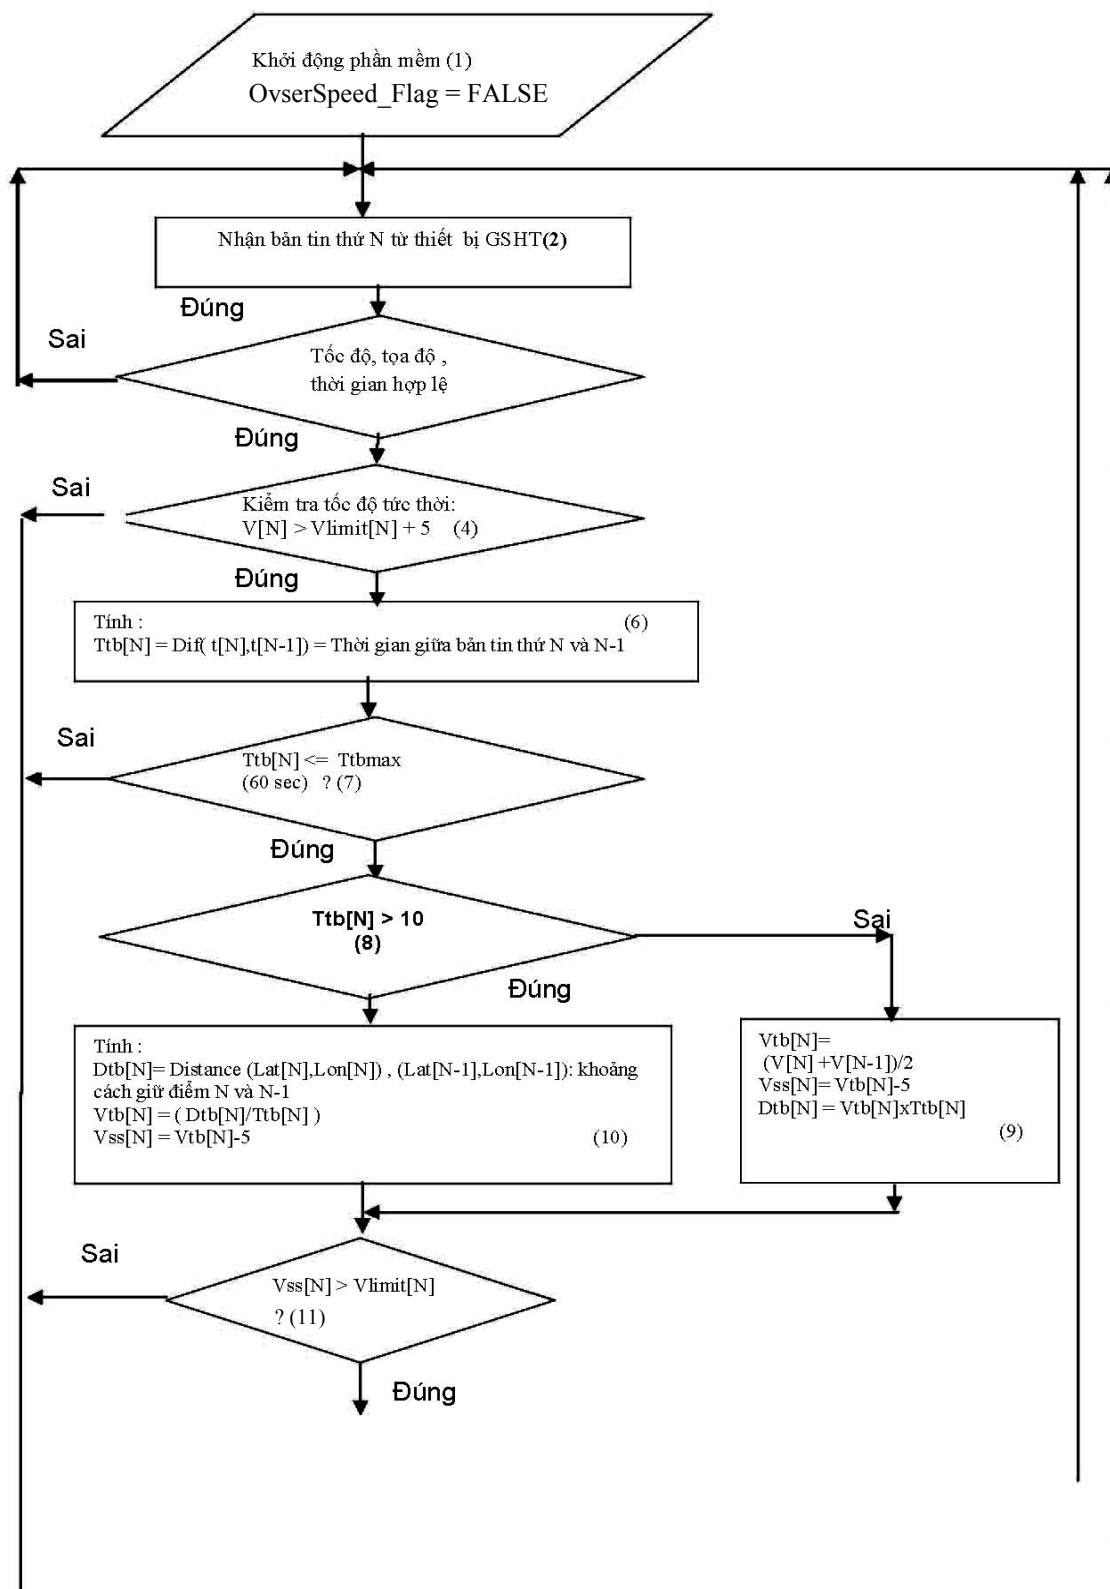 Khởi động phần mềm (1)
OvserSpeed_Flag = FALSE
Nhận bản tin thứ N từ thiết bị GSHT(2)
Đúng
Sai
Tốc độ, tọa độ ,
thời gian hợp lệ
Đúng
Sai
Kiểm tra tốc độ tức thời:
V[N] > Vlimit[N] + 5 (4)
Đúng
Tính : (6)
Ttb[N] = Dif( t[N],t[N-1]) = Thời gian giữa bản tin thứ N và N-1
Sai
Ttb[N] <= Ttbmax
(60 sec) ? (7)
Đúng
Ttb[N] > 10
(8)
Sai
Đúng
Tính :
Dtb[N]= Distance (Lat[N],Lon[N]) , (Lat[N-1],Lon[N-1]): khoảng
cách giữ điểm N và N-1
Vtb[N] = ( Dtb[N]/Ttb[N] )
Vss[N] = Vtb[N]-5 (10)
Vtb[N]=
(V[N] +V[N-1])/2
Vss[N]= Vtb[N]-5
Dtb[N] = Vtb[N]xTtb[N]
(9)
Sai
Vss[N] > Vlimit[N]
? (11)
Đúng